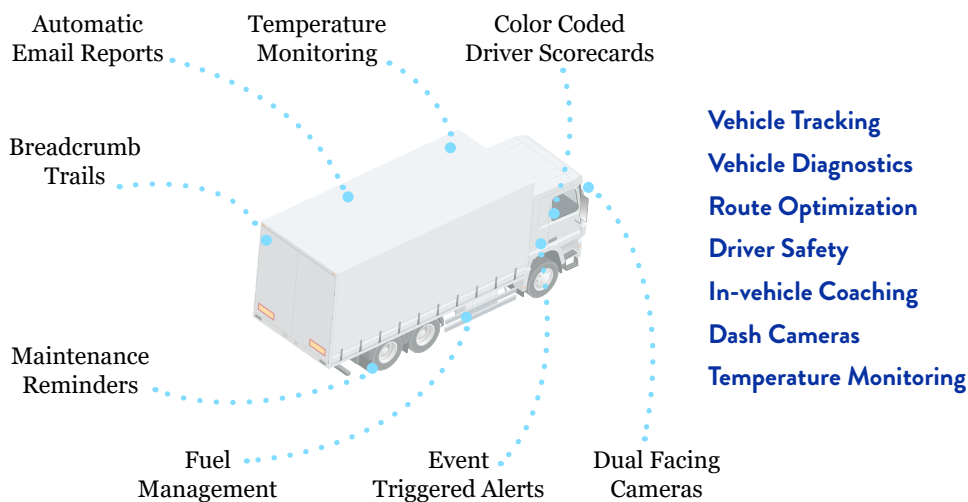 Automatic
Email Reports
Temperature
Monitoring
Color Coded
Driver Scorecards
Breadcrumb
Trails
Maintenance
Reminders
Fuel
Management
Event
Triggered Alerts
Dual Facing
Cameras
Vehicle Tracking
Vehicle Diagnostics
Route Optimization
Driver Safety
In-vehicle Coaching
Dash Cameras
Temperature Monitoring